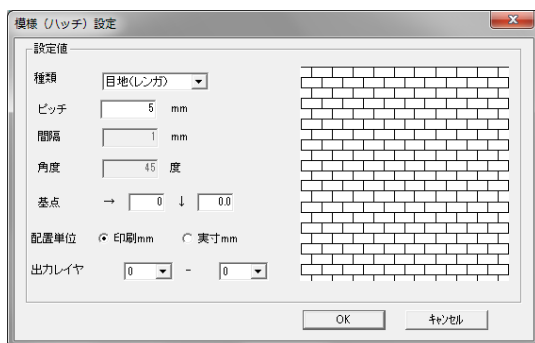 模様（ハッチ）設定
設定値
種類 目地(レンガ)
ピッチ 5 mm
間隔 1 mm
角度 45 度
基点 → 0 ↓ 0.0
配置単位 印刷mm 実寸mm
出力レイヤ 0 - 0
OK キャンセル